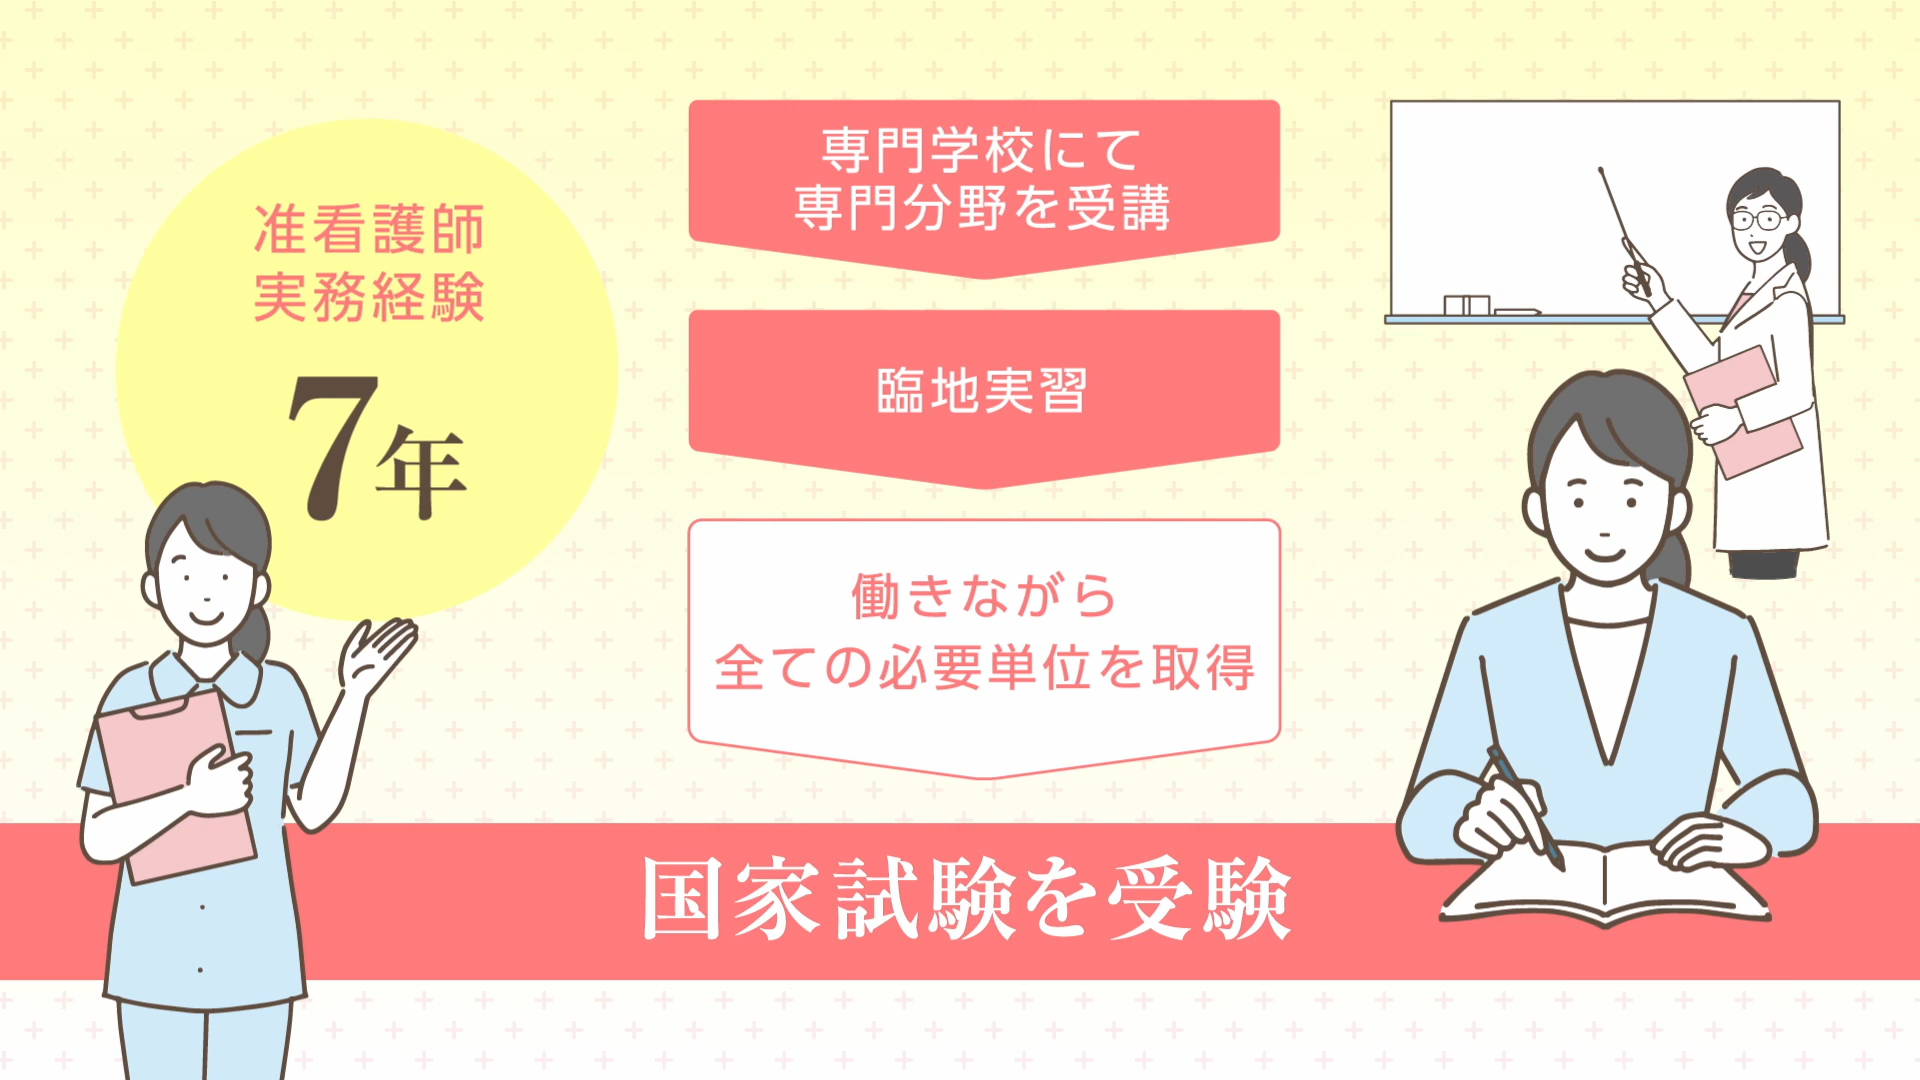 准看護師
実務経験
7年
専門学校にて
専門分野を受講
臨地実習
働きながら
全ての必要単位を取得
国家試験を受験